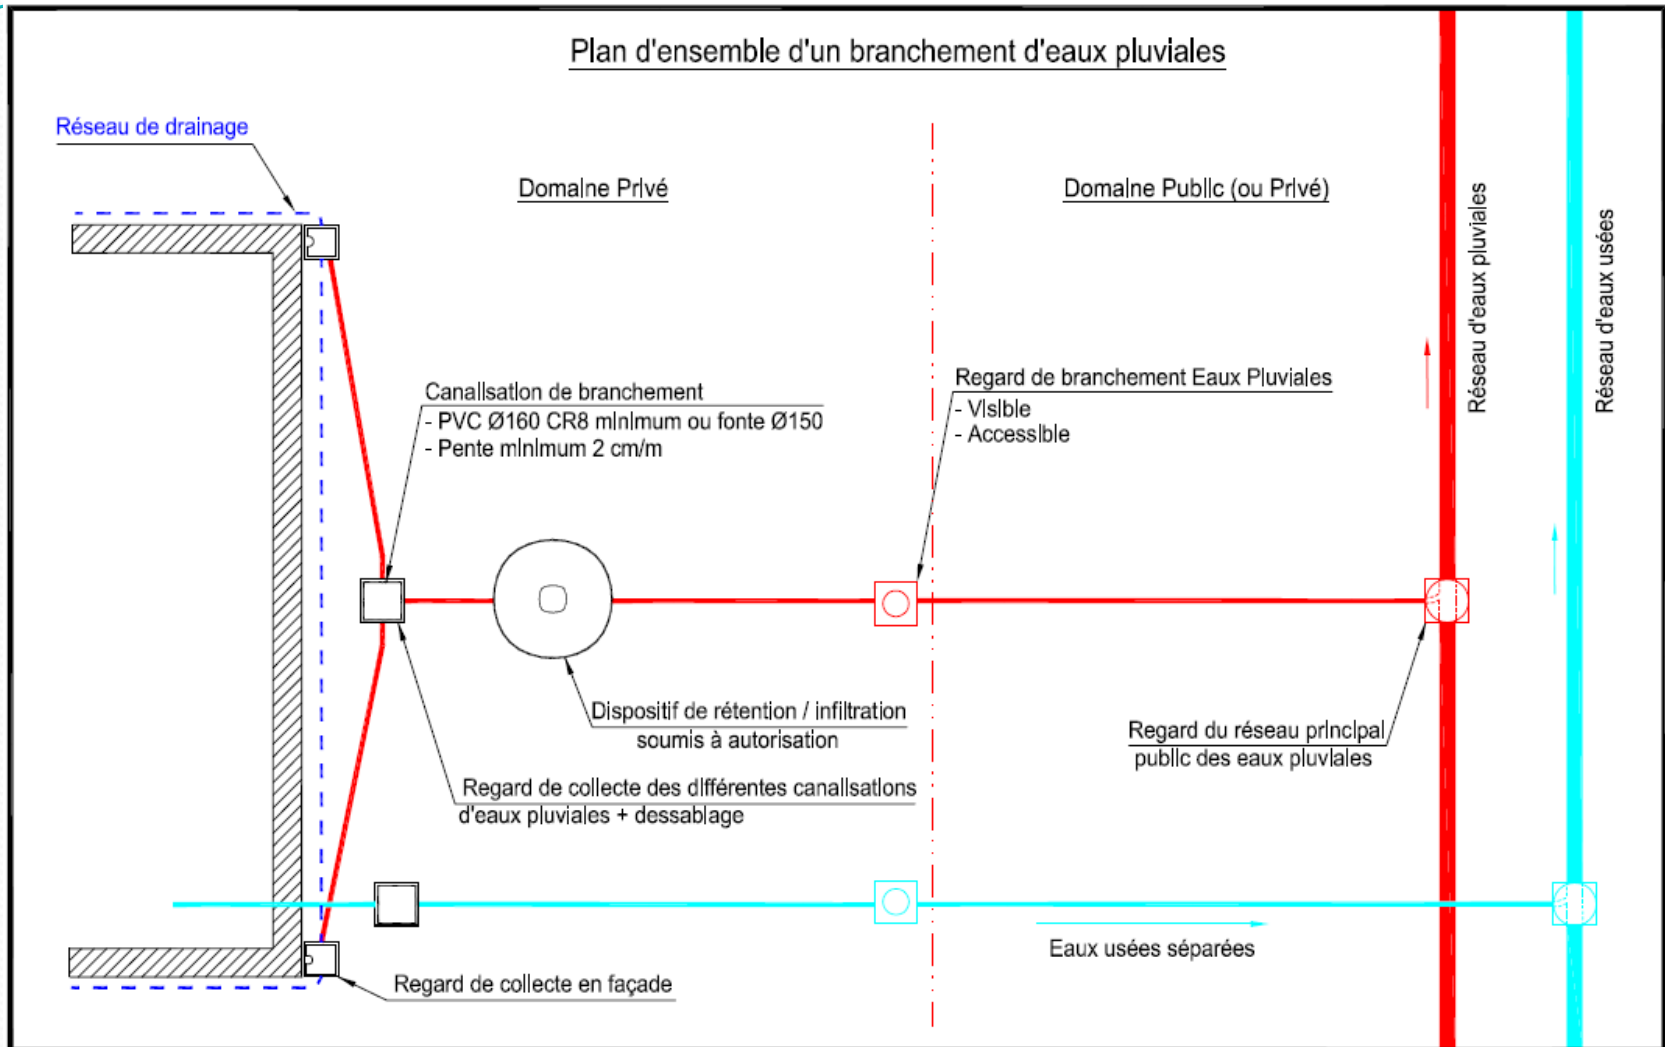 Plan d'ensemble d'un branchement d'eaux pluviales
Réseau de drainage
Domaine Privé
Domaine Public (ou Privé)
Réseau d'eaux pluviales
Réseau d'eaux usées
Canalisation de branchement
- PVC Ø160 CR8 minimum ou fonte Ø150
- Pente minimum 2 cm/m
Regard de branchement Eaux Pluviales
- Visible
- Accessible
Dispositif de rétention / infiltration
soumis à autorisation
Regard du réseau principal
public des eaux pluviales
Regard de collecte des différentes canalisations
d'eaux pluviales + dessablage
Eaux usées séparées
Regard de collecte en façade